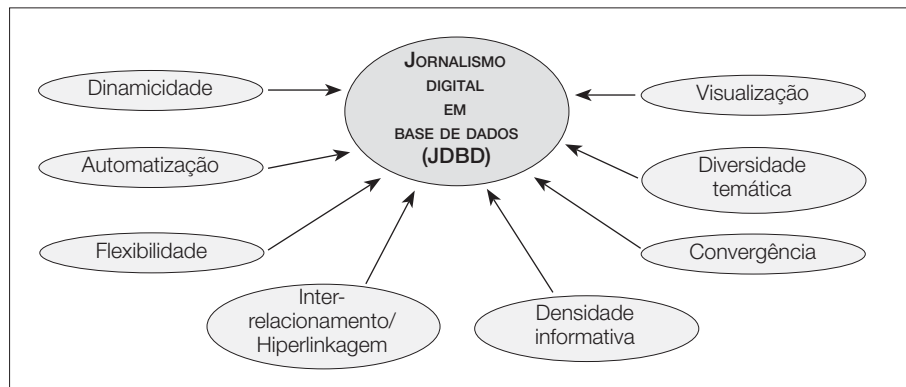 JORNALISMO
DIGITAL
EM
BASE DE DADOS
(JDBD)
Dinamicidade
Automatização
Flexibilidade
Inter-
relacionamento/
Hiperlinkagem
Densidade
informativa
Convergência
Diversidade
temática
Visualização